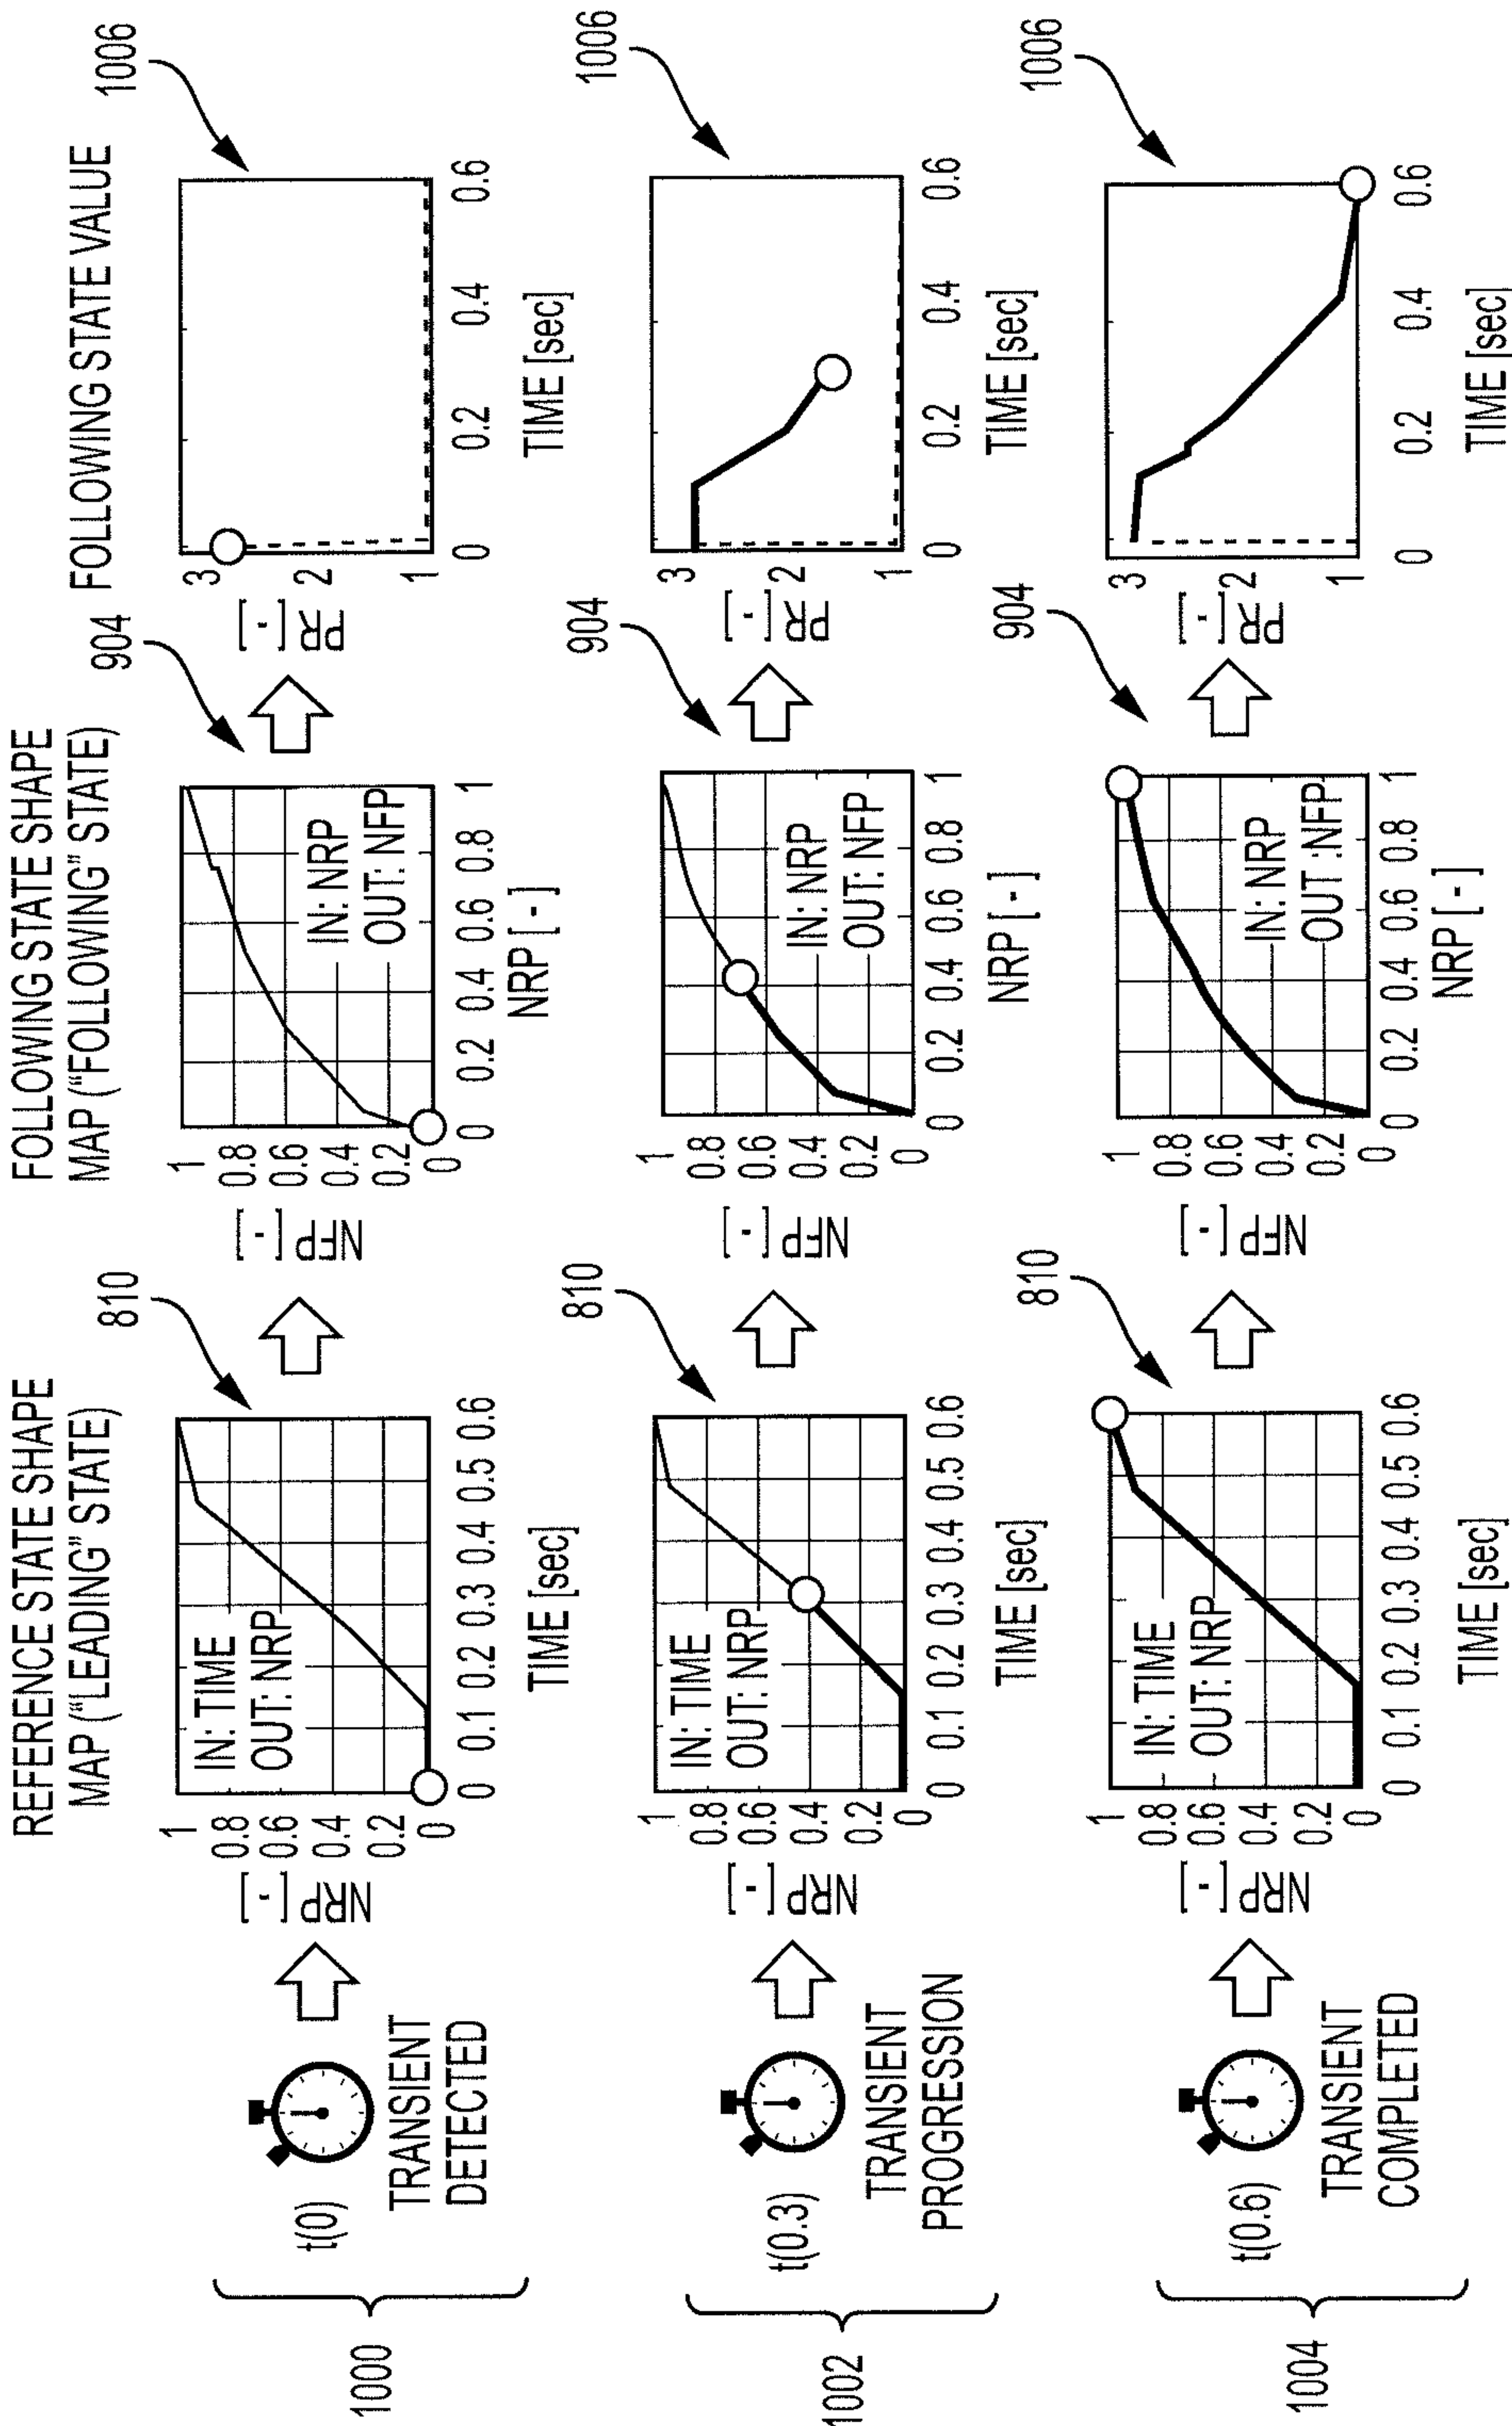 REFERENCE STATE SHAPE
MAP ("LEADING" STATE)
FOLLOWING STATE SHAPE
MAP ("FOLLOWING" STATE)
FOLLOWING STATE VALUE
1000
t(0)
TRANSIENT
DETECTED
NRP [-]
1
0.8
0.6
0.4
0.2
0
IN: TIME
OUT: NRP
0 0.1 0.2 0.3 0.4 0.5 0.6
TIME [sec]
810
NFP [-]
1
0.8
0.6
0.4
0.2
0
IN: NRP
OUT: NFP
0 0.2 0.4 0.6 0.8 1
NRP [-]
904
PR [-]
3
2
1
0 0.2 0.4 0.6
TIME [sec]
1006
1002
t(0.3)
TRANSIENT
PROGRESSION
NRP [-]
1
0.8
0.6
0.4
0.2
0
IN: TIME
OUT: NRP
0 0.1 0.2 0.3 0.4 0.5 0.6
TIME [sec]
810
NFP [-]
1
0.8
0.6
0.4
0.2
0
IN: NRP
OUT: NFP
0 0.2 0.4 0.6 0.8 1
NRP [-]
904
PR [-]
3
2
1
0 0.2 0.4 0.6
TIME [sec]
1006
1004
t(0.6)
TRANSIENT
COMPLETED
NRP [-]
1
0.8
0.6
0.4
0.2
0
IN: TIME
OUT: NRP
0 0.1 0.2 0.3 0.4 0.5 0.6
TIME [sec]
810
NFP [-]
1
0.8
0.6
0.4
0.2
0
IN: NRP
OUT :NFP
0 0.2 0.4 0.6 0.8 1
NRP [-]
904
PR [-]
3
2
1
0 0.2 0.4 0.6
TIME [sec]
1006